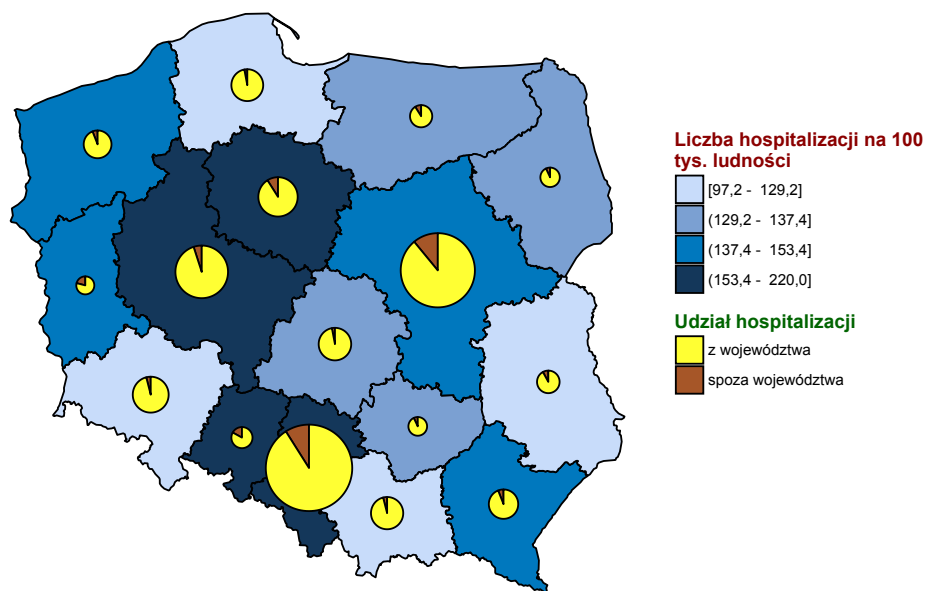 Liczba hospitalizacji na 100
tys. ludności
[97,2 -  129,2]
(129,2 -  137,4]
(137,4 -  153,4]
(153,4 -  220,0]
Udział hospitalizacji
z województwa
spoza województwa